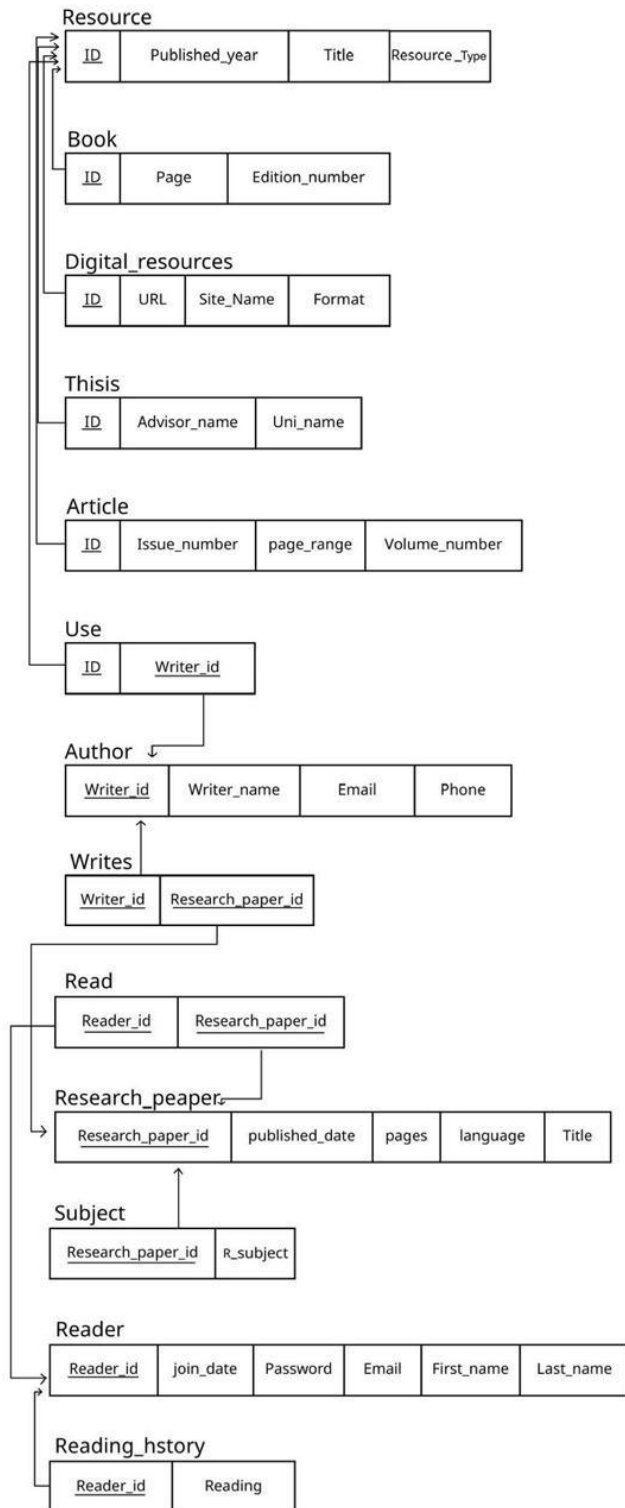 Resource
ID Published_year Title Resource_Type
Book
ID Page Edition_number
Digital_resources
ID URL Site_Name Format
Thisis
ID Advisor_name Uni_name
Article
ID Issue_number page_range Volume_number
Use
ID Writer_id
Author
Writer_id Writer_name Email Phone
Writes
Writer_id Research_paper_id
Read
Reader_id Research_paper_id
Research_peaper
Research_paper_id published_date pages language Title
Subject
Research_paper_id R_subject
Reader
Reader_id join_date Password Email First_name Last_name
Reading_hstory
Reader_id Reading